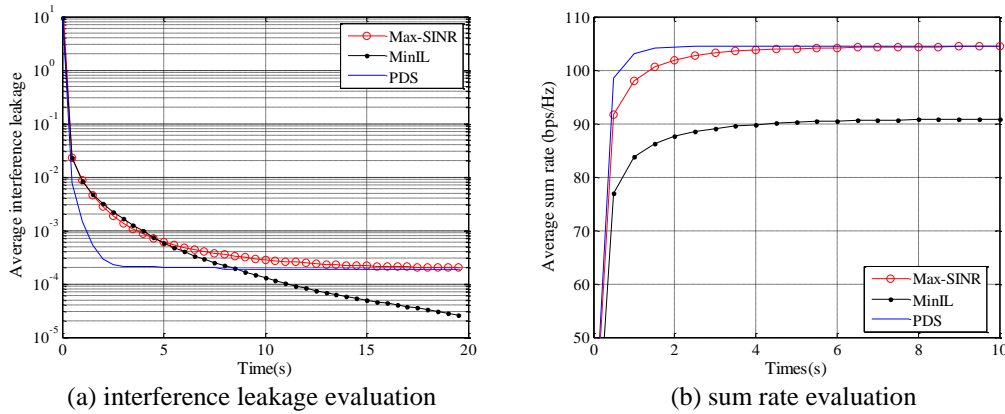 10^1
10^0
10^-1
10^-2
10^-3
10^-4
10^-5
0 5 10 15 20
Average interference leakage
Time(s)
Max-SINR
MinIL
PDS
(a) interference leakage evaluation
100
90
80
70
60
50
0 2 4 6 8 10
Average sum rate (bps/Hz)
Times(s)
Max-SINR
MinIL
PDS
(b) sum rate evaluation